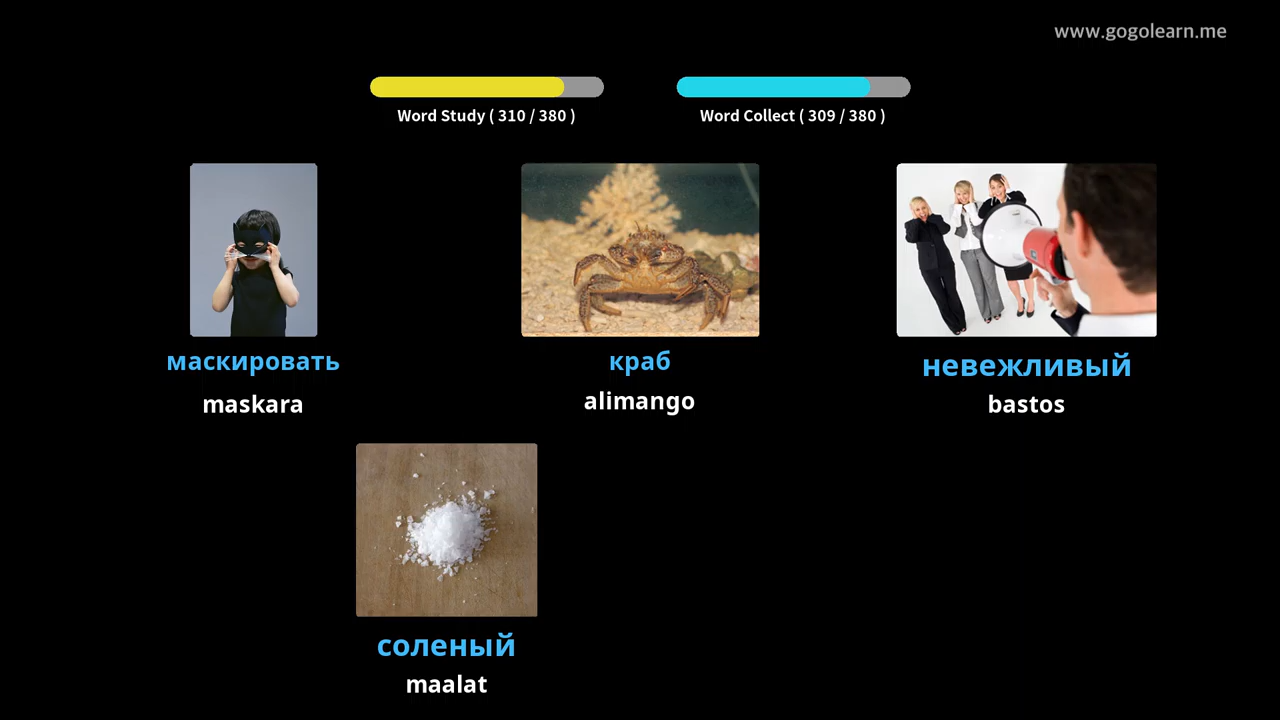 www.gogolearn.me
Word Study ( 310 / 380 )
Word Collect ( 309 / 380 )
маскировать
maskara
краб
alimango
невежливый
bastos
соленый
maalat